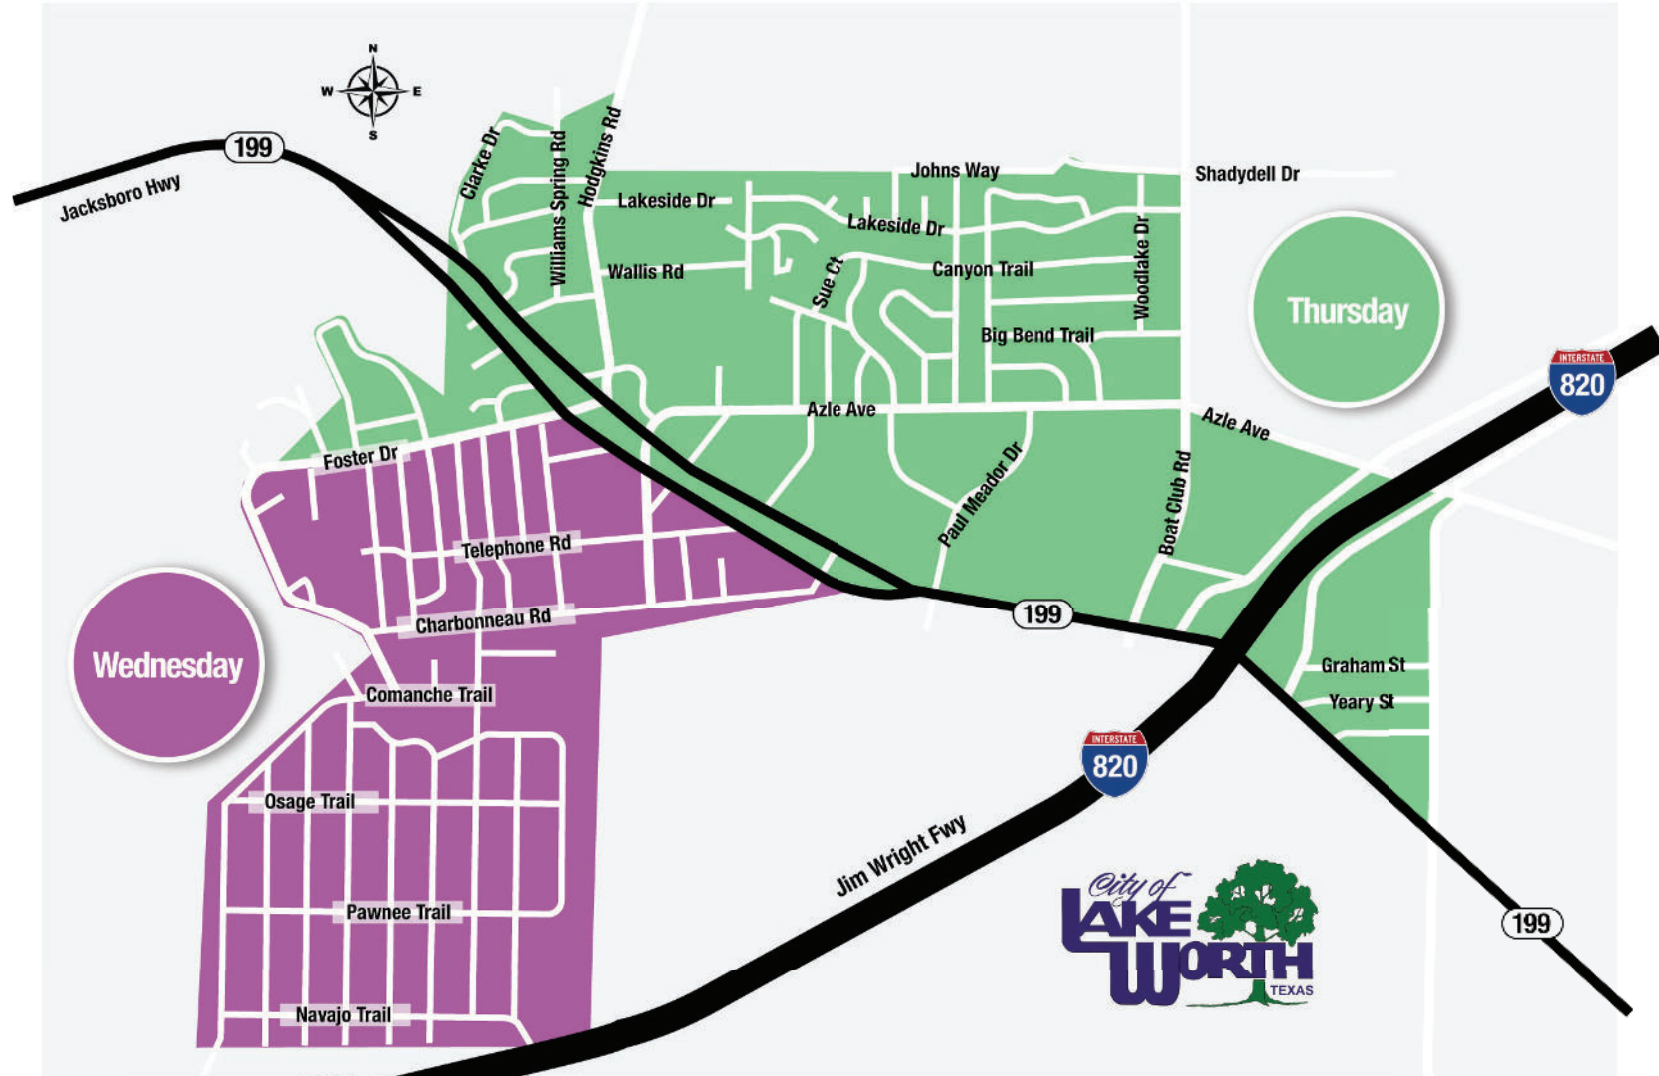 N
W
E
S
199
Jacksboro Hwy
Clarke Dr
Williams Spring Rd
Hodgkins Rd
Johns Way
Shadydell Dr
Lakeside Dr
Lakeside Dr
Wallis Rd
Sue Ct
Canyon Trail
Woodlake Dr
Big Bend Trail
Thursday
INTERSTATE
820
Azle Ave
Azle Ave
Foster Dr
Paul Meador Dr
Boat Club Rd
Telephone Rd
Charbonneau Rd
199
Wednesday
Graham St
Yeary St
Comanche Trail
INTERSTATE
820
Osage Trail
Jim Wright Fwy
Pawnee Trail
City of
LAKE
WORTH
TEXAS
199
Navajo Trail